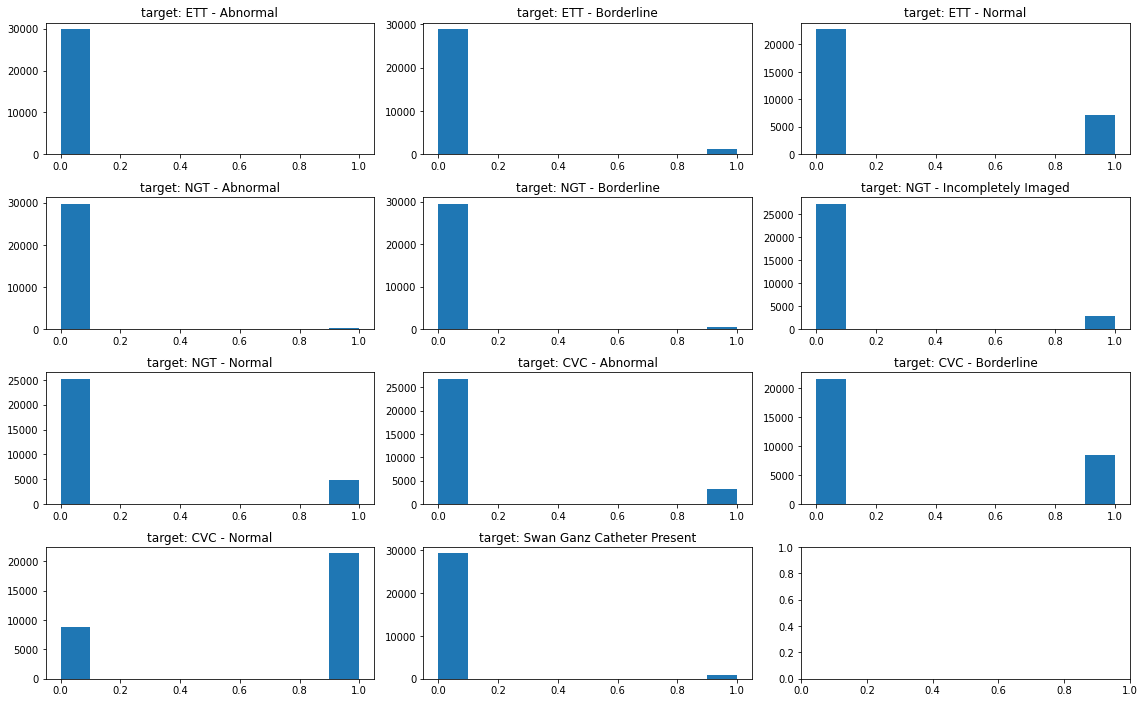 target: ETT - Abnormal
30000
20000
10000
0
0.0 0.2 0.4 0.6 0.8 1.0
target: ETT - Borderline
30000
20000
10000
0
0.0 0.2 0.4 0.6 0.8 1.0
target: ETT - Normal
20000
15000
10000
5000
0
0.0 0.2 0.4 0.6 0.8 1.0
target: NGT - Abnormal
30000
20000
10000
0
0.0 0.2 0.4 0.6 0.8 1.0
target: NGT - Borderline
30000
20000
10000
0
0.0 0.2 0.4 0.6 0.8 1.0
target: NGT - Incompletely Imaged
25000
20000
15000
10000
5000
0
0.0 0.2 0.4 0.6 0.8 1.0
target: NGT - Normal
25000
20000
15000
10000
5000
0
0.0 0.2 0.4 0.6 0.8 1.0
target: CVC - Abnormal
25000
20000
15000
10000
5000
0
0.0 0.2 0.4 0.6 0.8 1.0
target: CVC - Borderline
20000
15000
10000
5000
0
0.0 0.2 0.4 0.6 0.8 1.0
target: CVC - Normal
20000
15000
10000
5000
0
0.0 0.2 0.4 0.6 0.8 1.0
target: Swan Ganz Catheter Present
30000
20000
10000
0
0.0 0.2 0.4 0.6 0.8 1.0
1.0
0.8
0.6
0.4
0.2
0.0
0.0 0.2 0.4 0.6 0.8 1.0